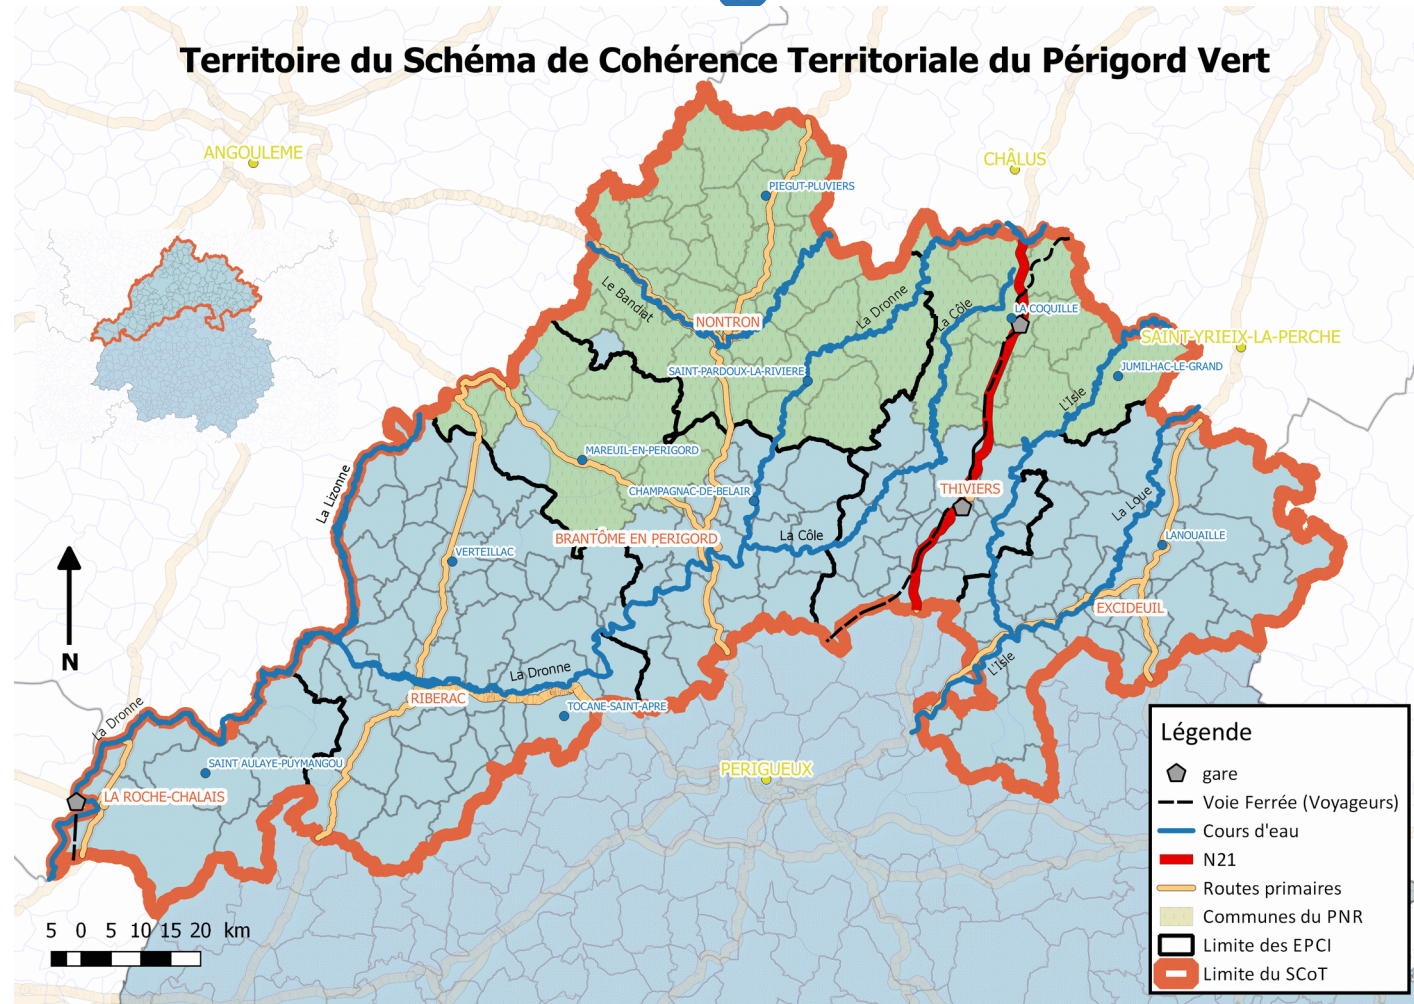 Territoire du Schéma de Cohérence Territoriale du Périgord Vert
ANGOULEME
CHÂLUS
PIEGUT-PLUVIERS
Le Bandiat
NONTRON
La Dronne
La Côle
LA COQUILLE
SAINT-YRIEIX-LA-PERCHE
SAINT-PARDOUX-LA-RIVIERE
JUMILHAC-LE-GRAND
L'Isle
MAREUIL-EN-PERIGORD
La Lizonne
CHAMPAGNAC-DE-BELAIR
THIVIERS
La Loue
BRANTÔME EN PERIGORD
La Côle
LANOUAILLE
VERTEILLAC
EXCIDEUIL
N
La Dronne
L'Isle
RIBERAC
TOCANE-SAINT-APRE
La Dronne
SAINT AULAYE-PUYMANGOU
PERIGUEUX
LA ROCHE-CHALAIS
5 0 5 10 15 20 km
Légende
gare
Voie Ferrée (Voyageurs)
Cours d'eau
N21
Routes primaires
Communes du PNR
Limite des EPCI
Limite du SCoT